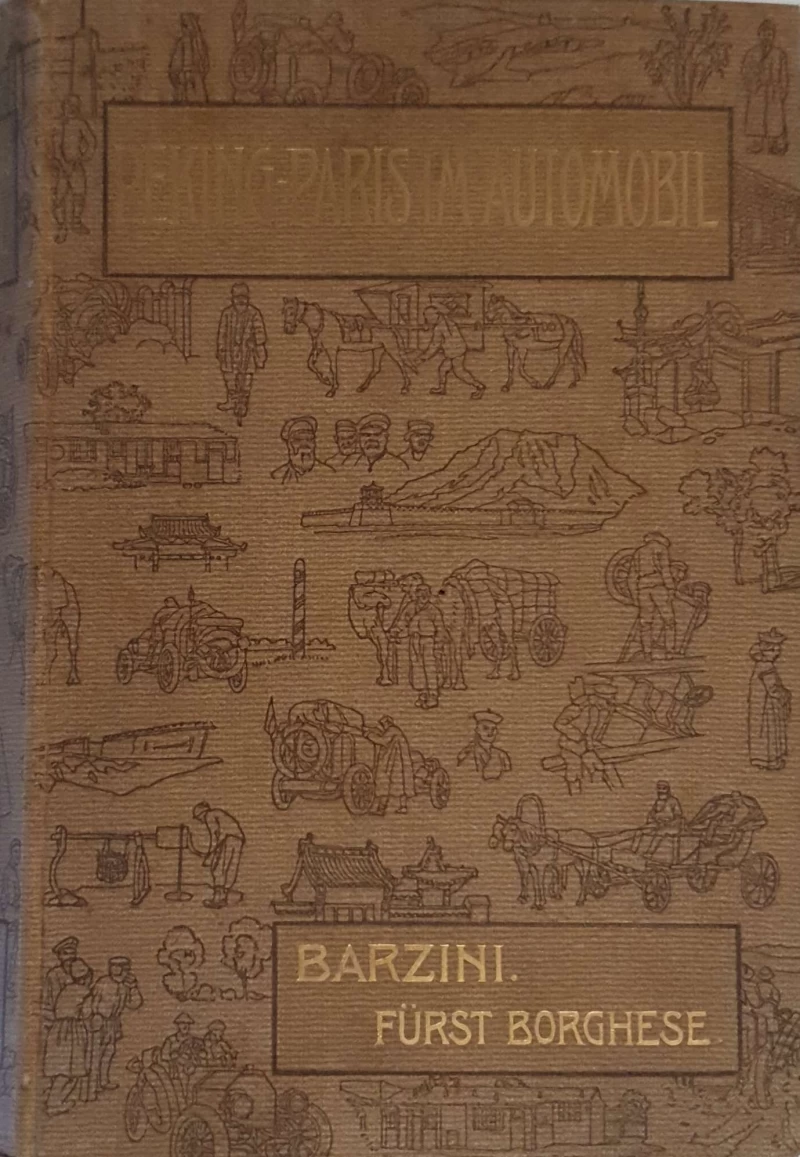 PEKING-PARIS IM AUTOMOBIL
BARZINI.
FÜRST BORGHESE